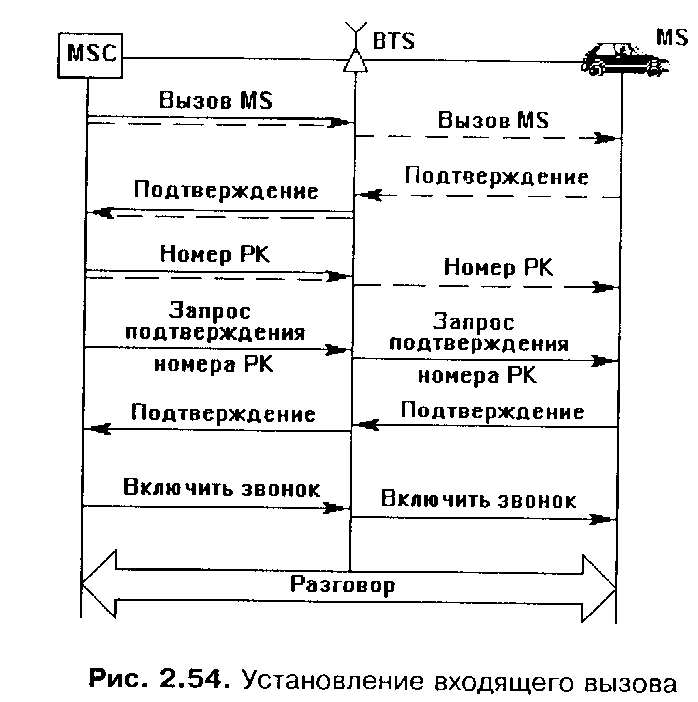 MSC
BTS
MS
Вызов MS
Вызов MS
Подтверждение
Подтверждение
Номер РК
Номер РК
Запрос
подтверждения
номера РК
Запрос
подтверждения
номера РК
Подтверждение
Подтверждение
Включить звонок
Включить звонок
Разговор
Рис. 2.54. Установление входящего вызова